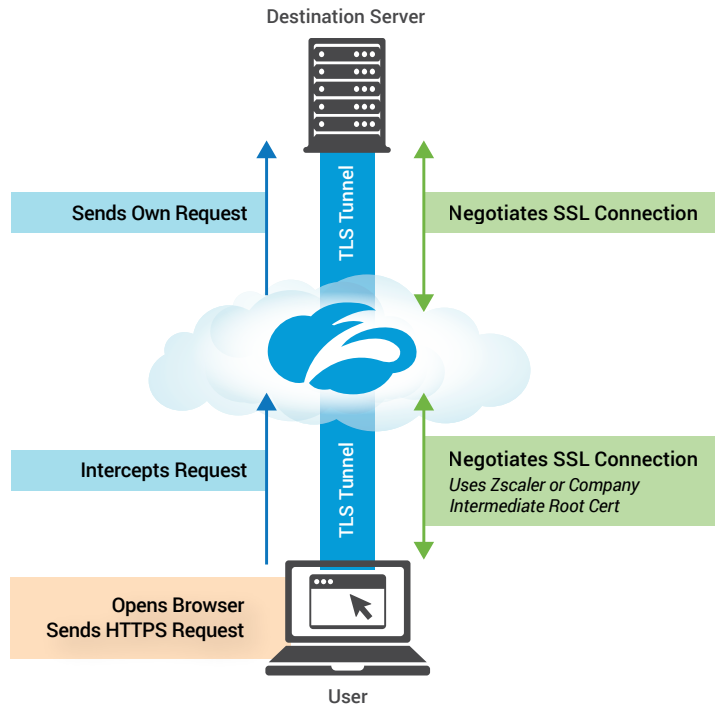 Destination Server
TLS Tunnel
Sends Own Request
Negotiates SSL Connection
TLS Tunnel
Intercepts Request
Negotiates SSL Connection
Uses Zscaler or Company
Intermediate Root Cert
Opens Browser
Sends HTTPS Request
User